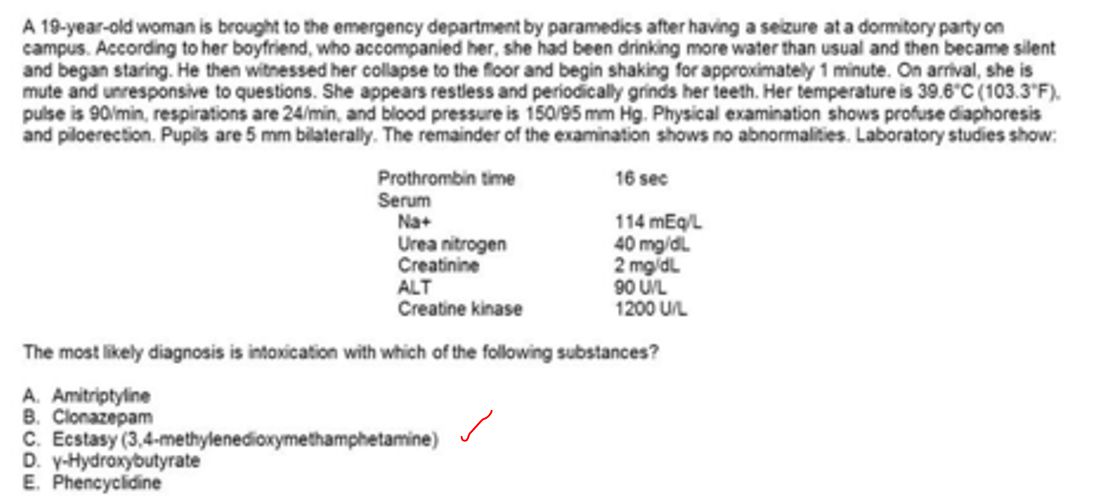 A 19-year-old woman is brought to the emergency department by paramedics after having a seizure at a dormitory party on
campus. According to her boyfriend, who accompanied her, she had been drinking more water than usual and then became silent
and began staring. He then witnessed her collapse to the floor and begin shaking for approximately 1 minute. On arrival, she is
mute and unresponsive to questions. She appears restless and periodically grinds her teeth. Her temperature is 39.6°C (103.3°F),
pulse is 90/min, respirations are 24/min, and blood pressure is 150/95 mm Hg. Physical examination shows profuse diaphoresis
and piloerection. Pupils are 5 mm bilaterally. The remainder of the examination shows no abnormalities. Laboratory studies show:
Prothrombin time 16 sec
Serum
Na+ 114 mEq/L
Urea nitrogen 40 mg/dL
Creatinine 2 mg/dL
ALT 90 U/L
Creatine kinase 1200 U/L
The most likely diagnosis is intoxication with which of the following substances?
A. Amitriptyline
B. Clonazepam
C. Ecstasy (3,4-methylenedioxymethamphetamine)
D. γ-Hydroxybutyrate
E. Phencyclidine